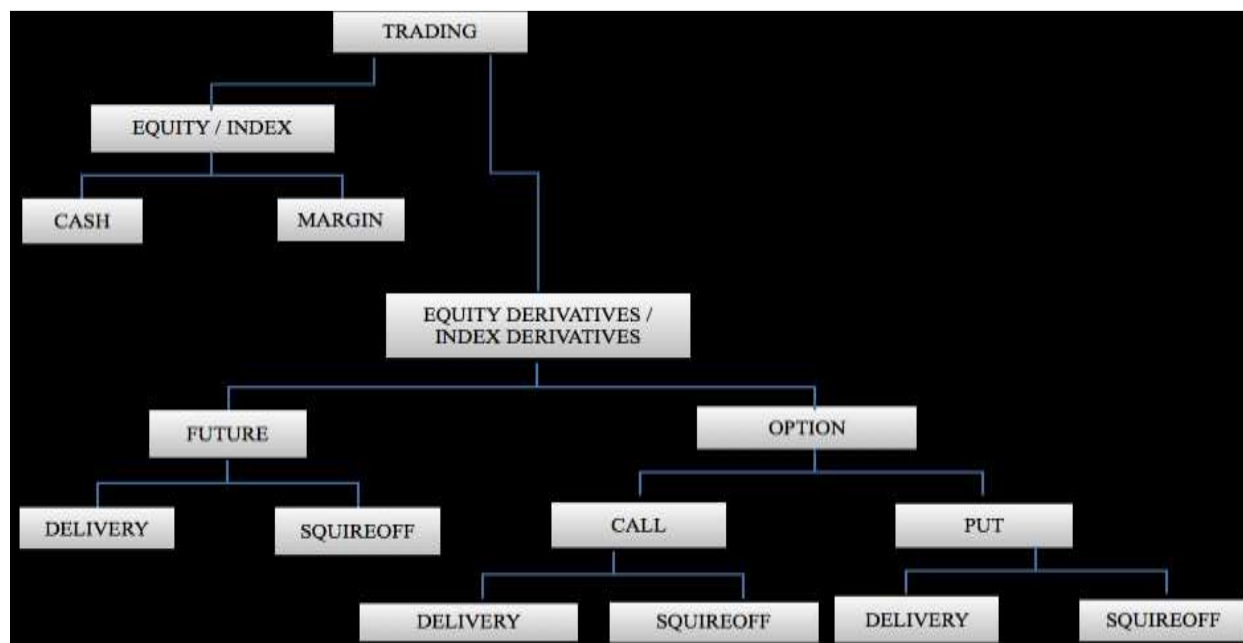 TRADING
EQUITY / INDEX
CASH
MARGIN
EQUITY DERIVATIVES /
INDEX DERIVATIVES
FUTURE
OPTION
DELIVERY
SQUIREOFF
CALL
PUT
DELIVERY
SQUIREOFF
DELIVERY
SQUIREOFF